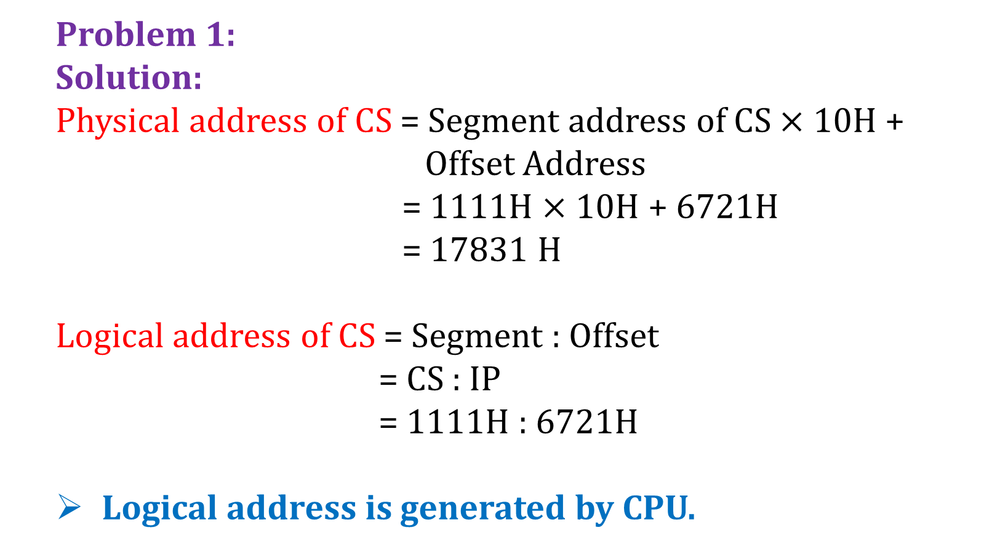 Problem 1:
Solution:
Physical address of CS = Segment address of CS × 10H +
Offset Address
= 1111H × 10H + 6721H
= 17831 H
Logical address of CS = Segment : Offset
= CS : IP
= 1111H : 6721H
➢ Logical address is generated by CPU.